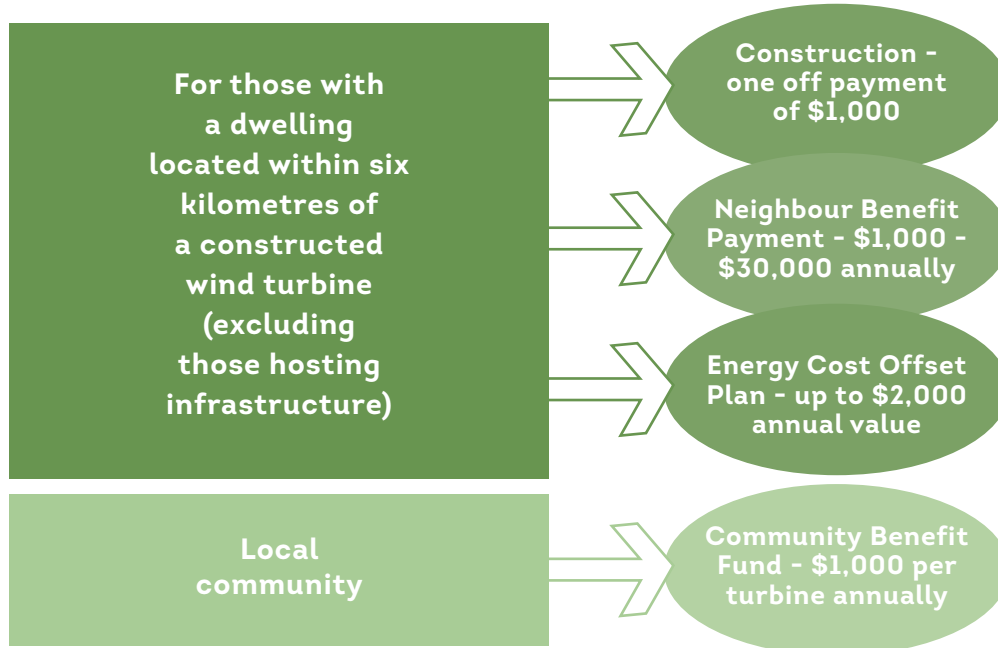 For those with
a dwelling
located within six
kilometres of
a constructed
wind turbine
(excluding
those hosting
infrastructure)
Construction –
one off payment
of $1,000
Neighbour Benefit
Payment – $1,000 –
$30,000 annually
Energy Cost Offset
Plan – up to $2,000
annual value
Local
community
Community Benefit
Fund – $1,000 per
turbine annually